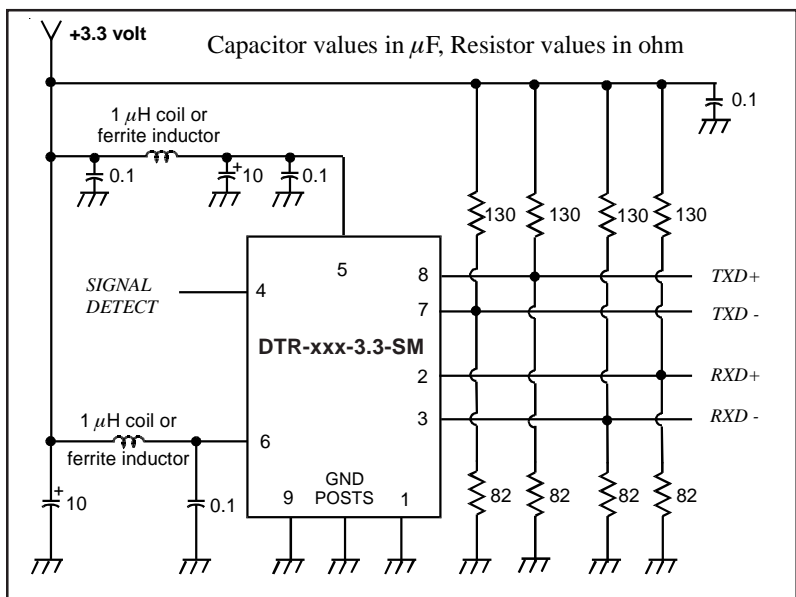 +3.3 volt
Capacitor values in µF, Resistor values in ohm
0.1
1 µH coil or
ferrite inductor
0.1
+
10
0.1
130
130
130
130
5
SIGNAL
DETECT
4
8
TXD+
7
TXD -
DTR-xxx-3.3-SM
2
RXD+
3
RXD -
1 µH coil or
ferrite inductor
6
+
10
0.1
GND
POSTS
9
1
82
82
82
82